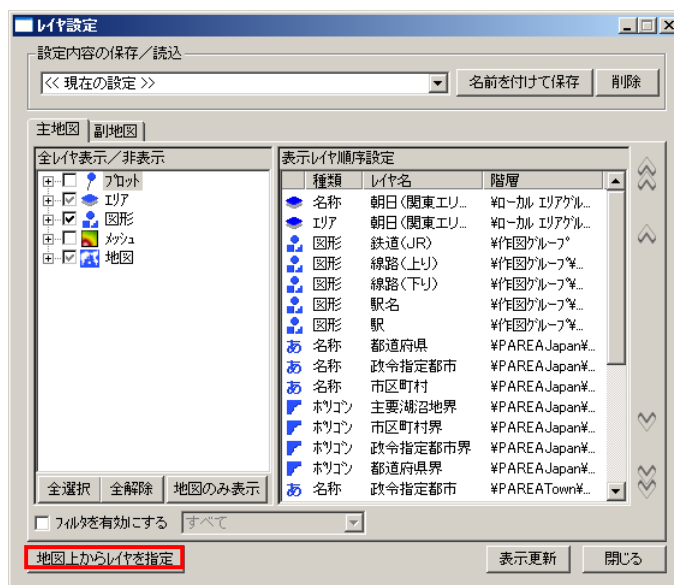 レイヤ設定
設定内容の保存／読込
<< 現在の設定 >>
名前を付けて保存
削除
主地図
副地図
全レイヤ表示／非表示
プロット
エリア
図形
メッシュ
地図
全選択
全解除
地図のみ表示
表示レイヤ順序設定
種類 レイヤ名 階層
名称 朝日(関東エリ... ¥ローカル エリアグル...
エリア 朝日(関東エリ... ¥ローカル エリアグル...
図形 鉄道(JR) ¥作図グループ
図形 線路(上り) ¥作図グループ¥...
図形 線路(下り) ¥作図グループ¥...
図形 駅名 ¥作図グループ¥...
図形 駅 ¥作図グループ¥...
あ 名称 都道府県 ¥PAREAJapan¥...
あ 名称 政令指定都市 ¥PAREAJapan¥...
あ 名称 市区町村 ¥PAREAJapan¥...
ポリゴン 主要湖沼地界 ¥PAREAJapan¥...
ポリゴン 市区町村界 ¥PAREAJapan¥...
ポリゴン 政令指定都市界 ¥PAREAJapan¥...
ポリゴン 都道府県界 ¥PAREAJapan¥...
あ 名称 政令指定都市 ¥PAREATown¥...
フィルタを有効にする
すべて
地図上からレイヤを指定
表示更新
閉じる